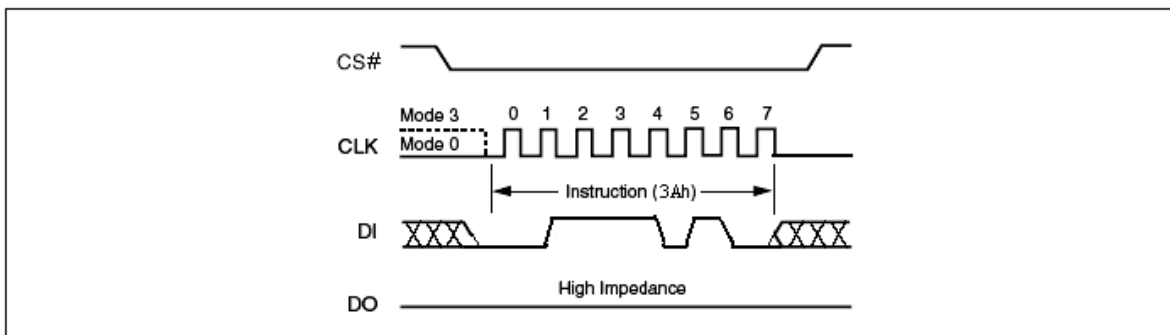 CS#
Mode 3
0 1 2 3 4 5 6 7
CLK
Mode 0
Instruction (3Ah)
DI
High Impedance
DO